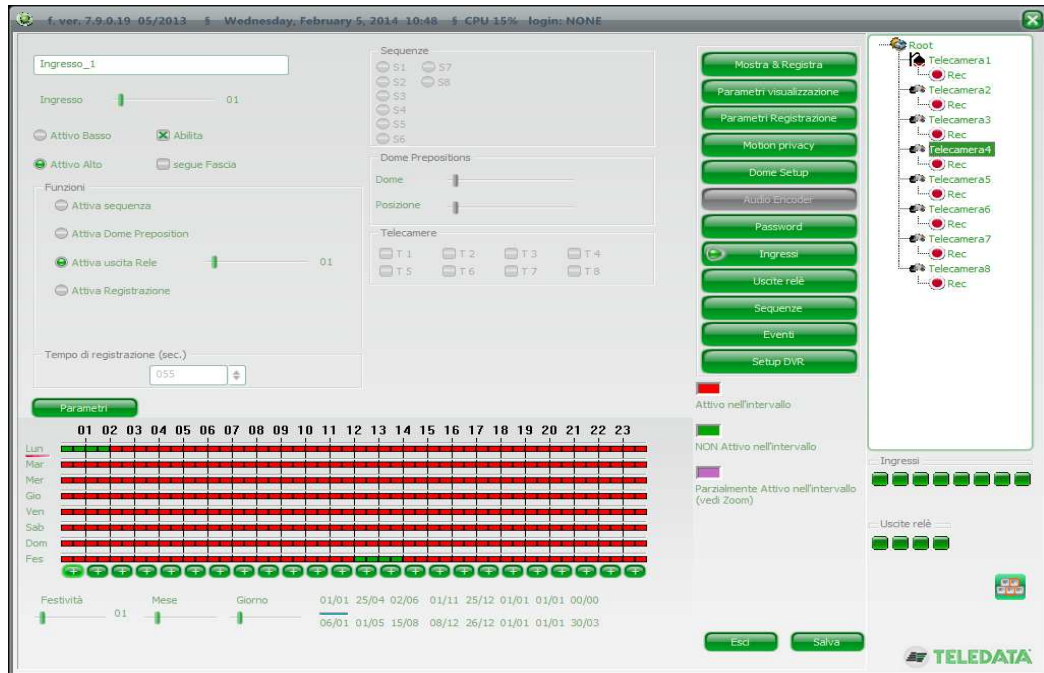 f. ver. 7.9.0.19 05/2013 § Wednesday, February 5, 2014 10:48 § CPU 15% login: NONE
Ingresso_1
Ingresso 01
Attivo Basso Abilita
Attivo Alto segue Fascia
Funzioni
Attiva sequenza
Attiva Dome Preposition
Attiva uscita Rele 01
Attiva Registrazione
Tempo di registrazione (sec.)
055
Parametri
Sequenze
S1 S7
S2 S8
S3
S4
S5
S6
Dome Prepositions
Dome
Posizione
Telecamere
T 1 T 2 T 3 T 4
T 5 T 6 T 7 T 8
Mostra & Registra
Parametri visualizzazione
Parametri Registrazione
Motion privacy
Dome Setup
Audio Encoder
Password
Ingressi
Uscite relè
Sequenze
Eventi
Setup DVR
Attivo nell'intervallo
NON Attivo nell'intervallo
Parzialmente Attivo nell'intervallo
(vedi Zoom)
Root
Telecamera1
Rec
Telecamera2
Rec
Telecamera3
Rec
Telecamera4
Rec
Telecamera5
Rec
Telecamera6
Rec
Telecamera7
Rec
Telecamera8
Rec
Ingressi
Uscite relè
01 02 03 04 05 06 07 08 09 10 11 12 13 14 15 16 17 18 19 20 21 22 23
Lun
Mar
Mer
Gio
Ven
Sab
Dom
Fes
Festività 01 Mese Giorno
01/01 25/04 02/06 01/11 25/12 01/01 01/01 00/00
06/01 01/05 15/08 08/12 26/12 01/01 01/01 30/03
Esci Salva
TELEDATA